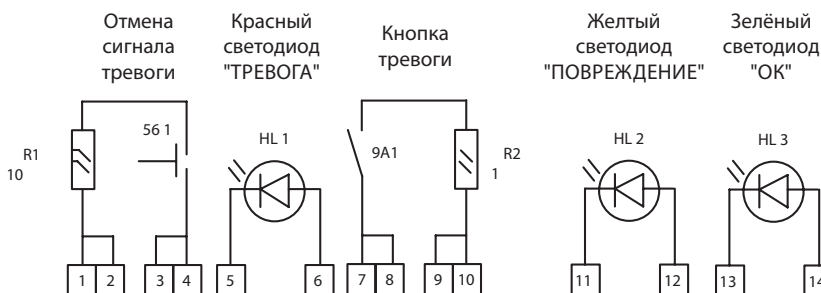 Отмена
сигнала
тревоги
Красный
светодиод
"ТРЕВОГА"
Кнопка
тревоги
Желтый
светодиод
"ПОВРЕЖДЕНИЕ"
Зелёный
светодиод
"ОК"
R1
10
56 1
HL 1
9A1
R2
1
HL 2
HL 3
1 2 3 4 5 6 7 8 9 10 11 12 13 14